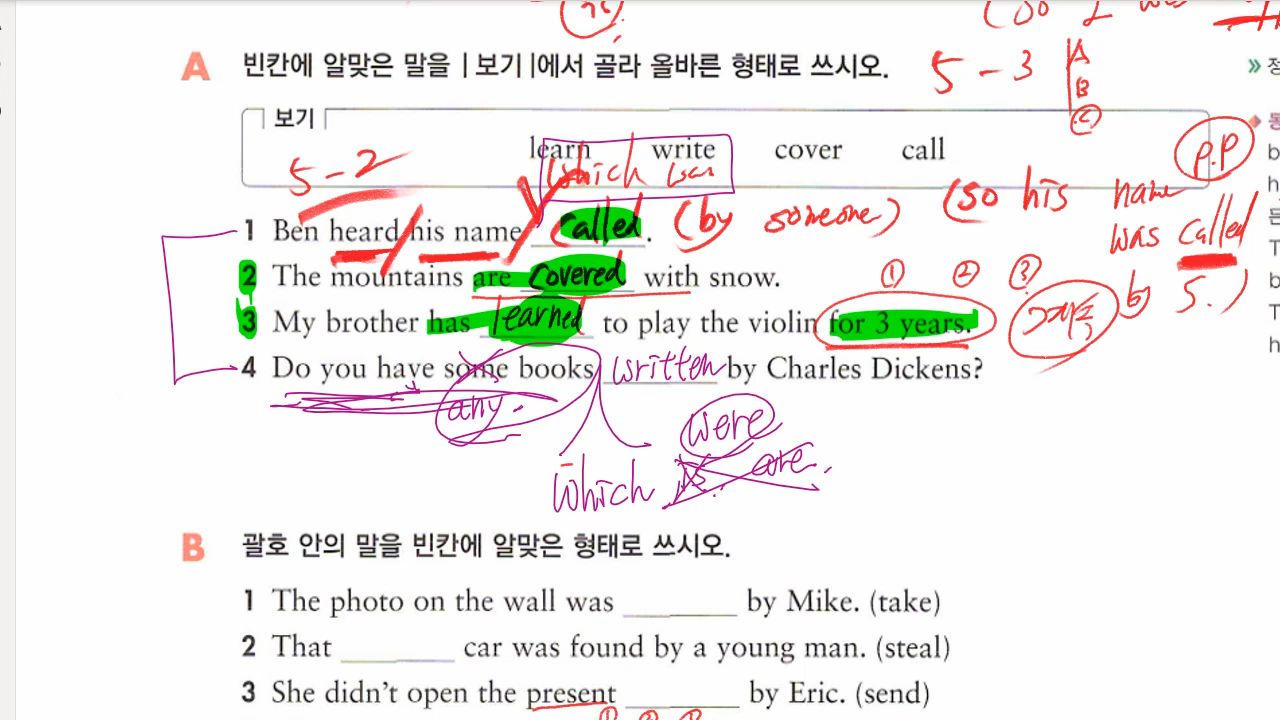 A 빈칸에 알맞은 말을 | 보기 |에서 골라 올바른 형태로 쓰시오.
5-3
A
B
C
보기
learn write cover call
5-2
which was
p.p
1 Ben heard his name called. (by someone) (so his name was called by S.)
2 The mountains are covered with snow.
① ② ③
3 My brother has learned to play the violin for 3 years.
4 Do you have some books written by Charles Dickens?
any.
were
which is are.
B 괄호 안의 말을 빈칸에 알맞은 형태로 쓰시오.
1 The photo on the wall was ________ by Mike. (take)
2 That ________ car was found by a young man. (steal)
3 She didn't open the present ________ by Eric. (send)